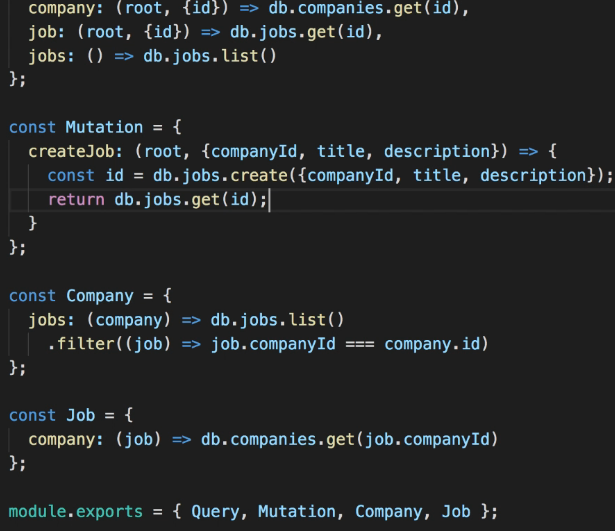 company: (root, {id}) => db.companies.get(id),
job: (root, {id}) => db.jobs.get(id),
jobs: () => db.jobs.list()
};
const Mutation = {
createJob: (root, {companyId, title, description}) => {
const id = db.jobs.create({companyId, title, description});
return db.jobs.get(id);
}
};
const Company = {
jobs: (company) => db.jobs.list()
.filter((job) => job.companyId === company.id)
};
const Job = {
company: (job) => db.companies.get(job.companyId)
};
module.exports = { Query, Mutation, Company, Job };